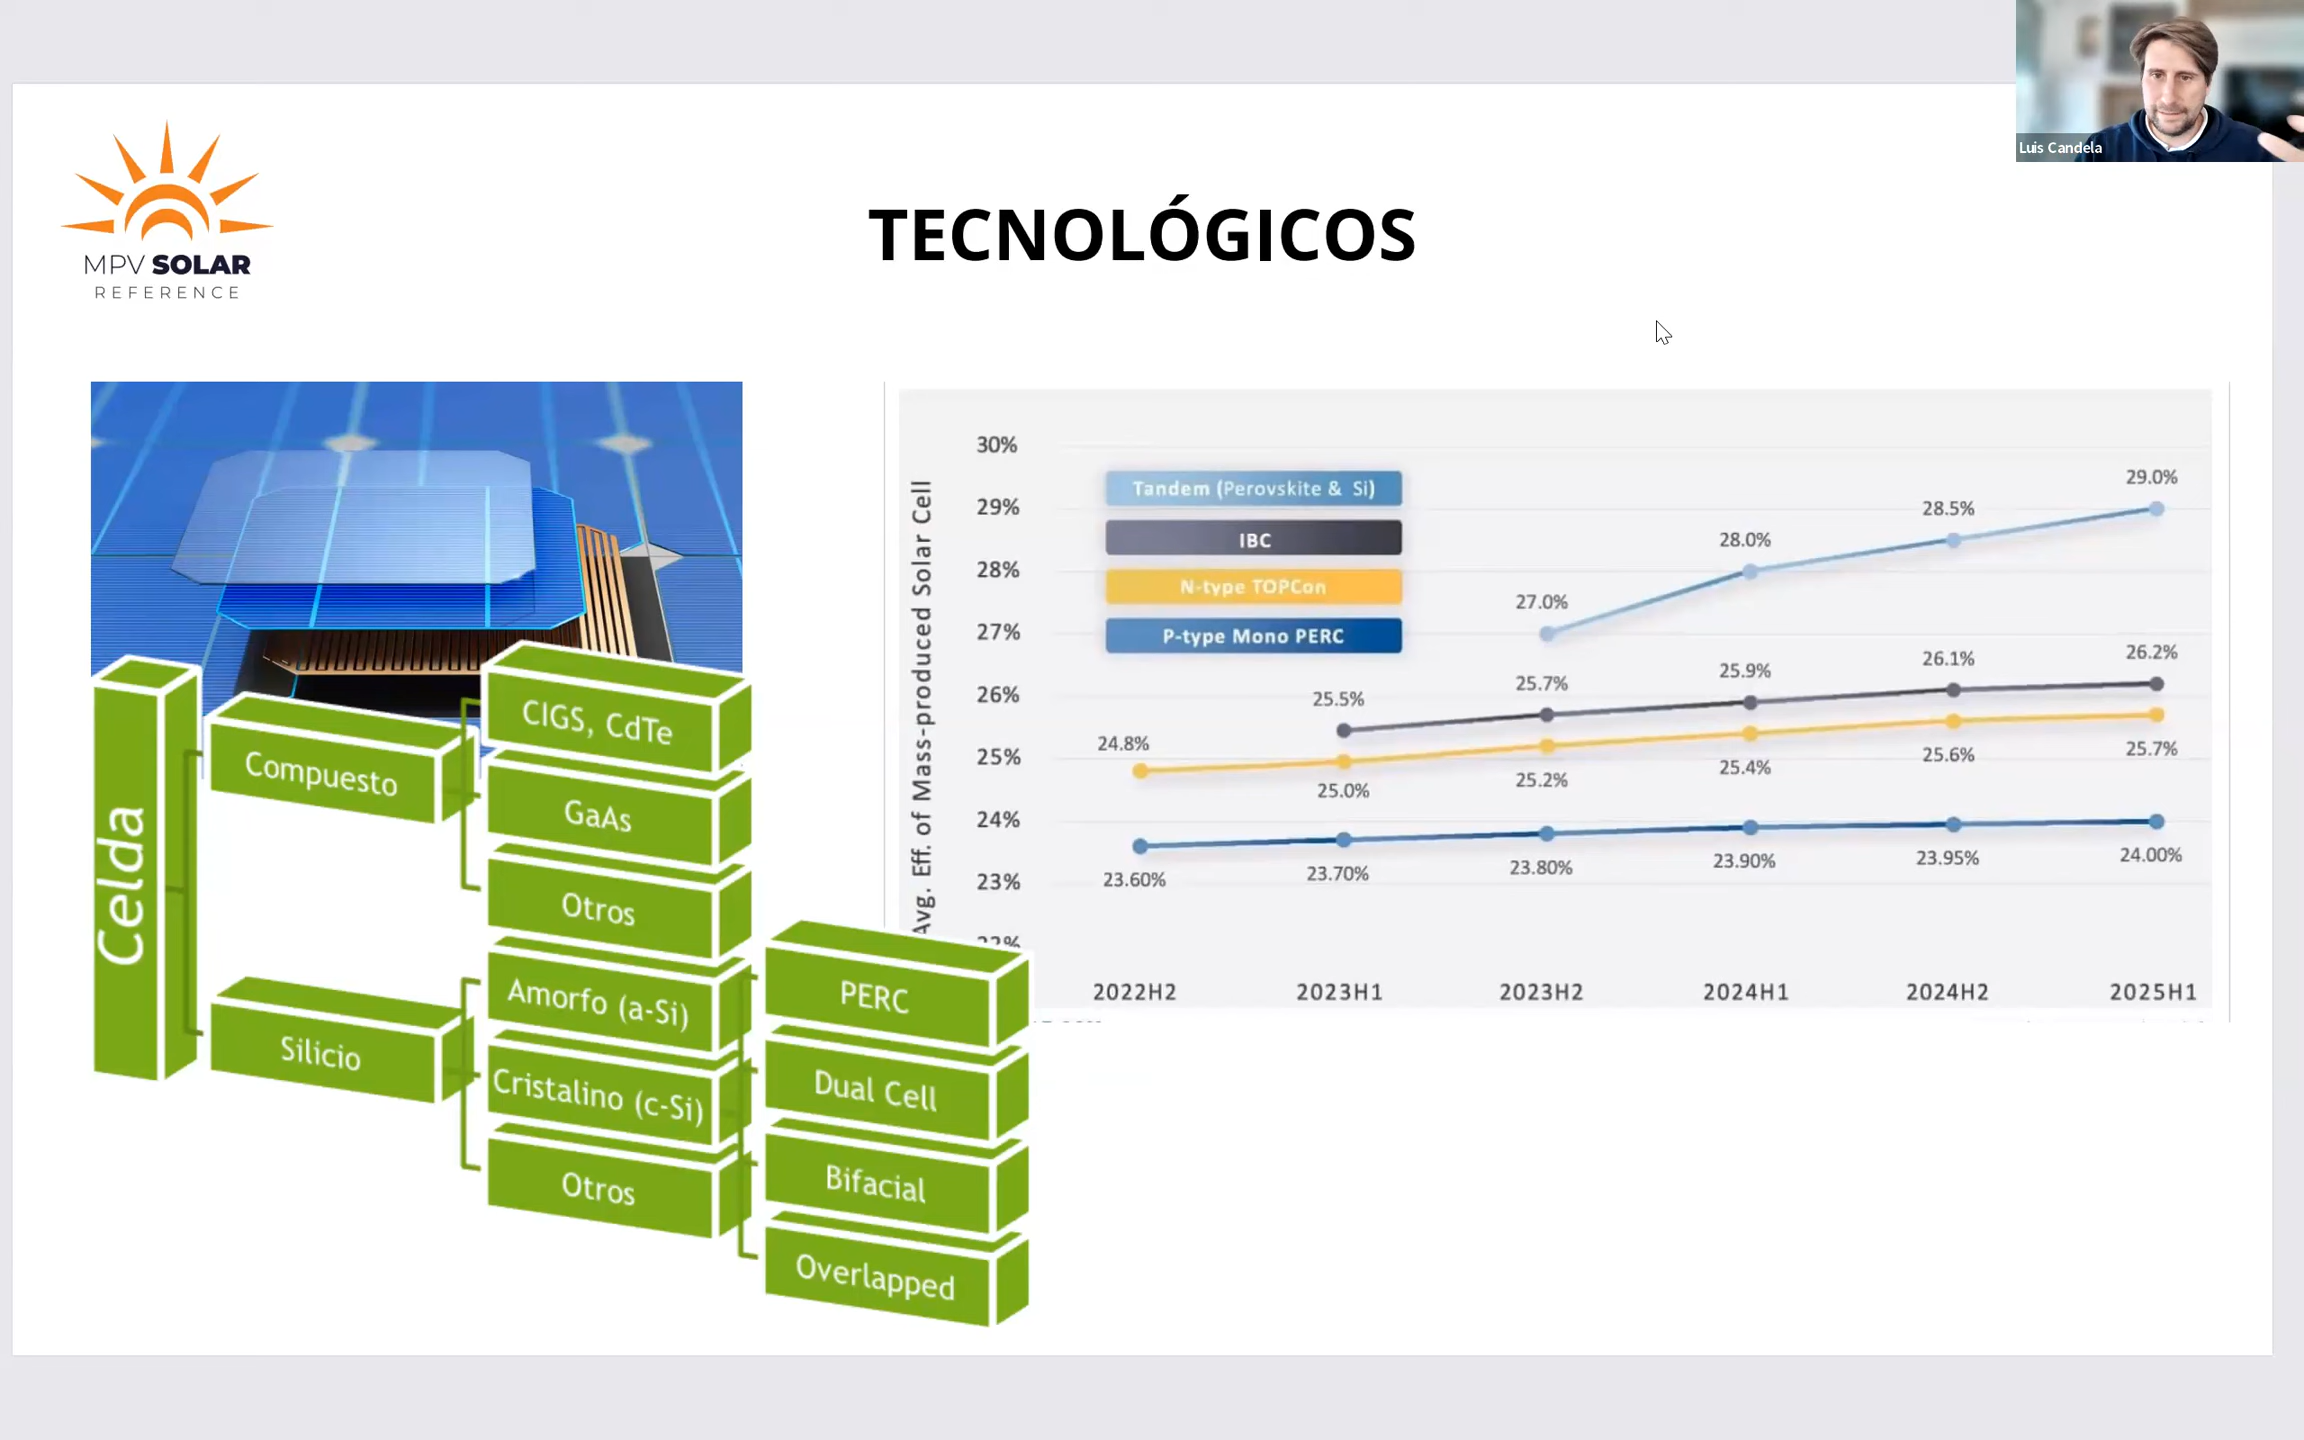 Luis Candela
MPV SOLAR
REFERENCE
TECNOLÓGICOS
Celda
Compuesto
Silicio
CIGS, CdTe
GaAs
Otros
Amorfo (a-Si)
Cristalino (c-Si)
Otros
PERC
Dual Cell
Bifacial
Overlapped
Avg. Eff. of Mass-produced Solar Cell
30%
29%
28%
27%
26%
25%
24%
23%
Tandem (Perovskite & Si)
IBC
N-type TOPCon
P-type Mono PERC
27.0%
28.0%
28.5%
29.0%
25.5%
25.7%
25.9%
26.1%
26.2%
24.8%
25.0%
25.2%
25.4%
25.6%
25.7%
23.60%
23.70%
23.80%
23.90%
23.95%
24.00%
2022H2
2023H1
2023H2
2024H1
2024H2
2025H1